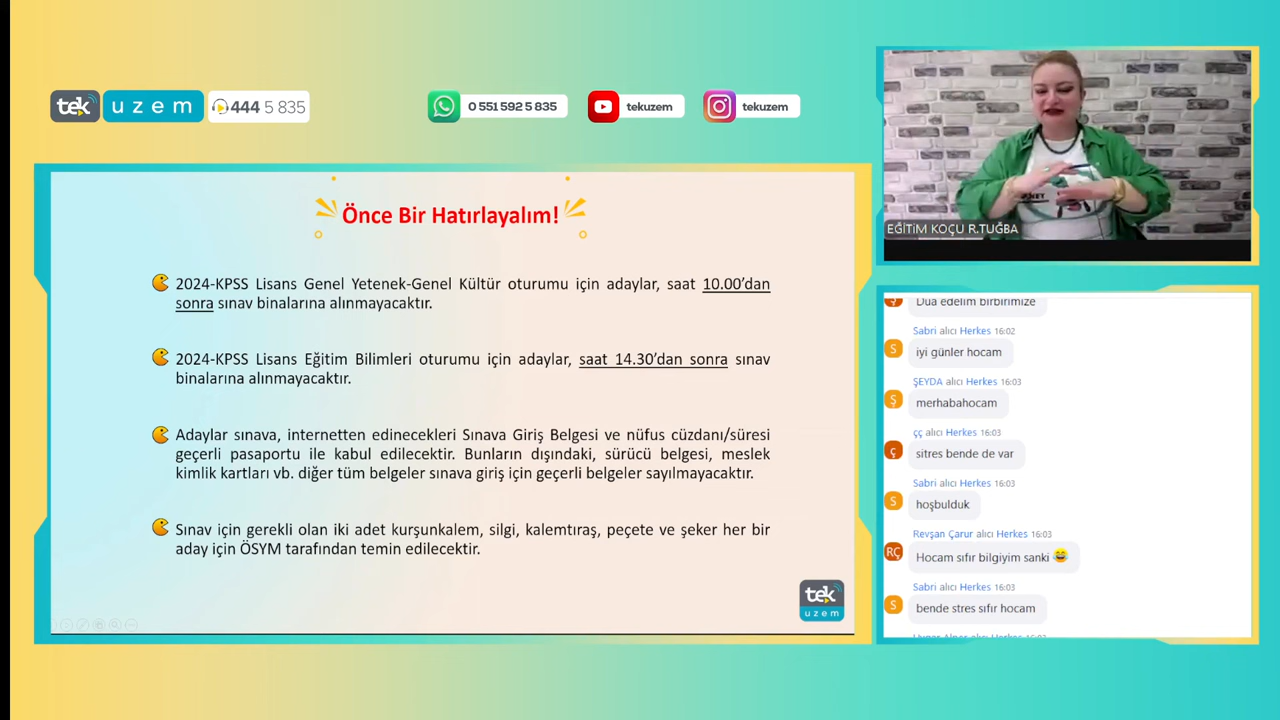 tek uzem 444 5 835
0 551 592 5 835
tekuzem
tekuzem
Önce Bir Hatırlayalım!
2024-KPSS Lisans Genel Yetenek-Genel Kültür oturumu için adaylar, saat 10.00'dan
sonra sınav binalarına alınmayacaktır.
2024-KPSS Lisans Eğitim Bilimleri oturumu için adaylar, saat 14.30'dan sonra sınav
binalarına alınmayacaktır.
Adaylar sınava, internetten edinecekleri Sınava Giriş Belgesi ve nüfus cüzdanı/süresi
geçerli pasaportu ile kabul edilecektir. Bunların dışındaki, sürücü belgesi, meslek
kimlik kartları vb. diğer tüm belgeler sınava giriş için geçerli belgeler sayılmayacaktır.
Sınav için gerekli olan iki adet kurşunkalem, silgi, kalemtıraş, peçete ve şeker her bir
aday için ÖSYM tarafından temin edilecektir.
tek
uzem
EĞİTİM KOÇU R.TUĞBA
Dua edelim birbirimize
Sabri alıcı Herkes 16:02
S
iyi günler hocam
ŞEYDA alıcı Herkes 16:03
Ş
merhabahocam
çç alıcı Herkes 16:03
ç
sitres bende de var
Sabri alıcı Herkes 16:03
S
hoşbulduk
Revşan Çarur alıcı Herkes 16:03
RÇ
Hocam sıfır bilgiyim sanki 😂
Sabri alıcı Herkes 16:03
S
bende stres sıfır hocam